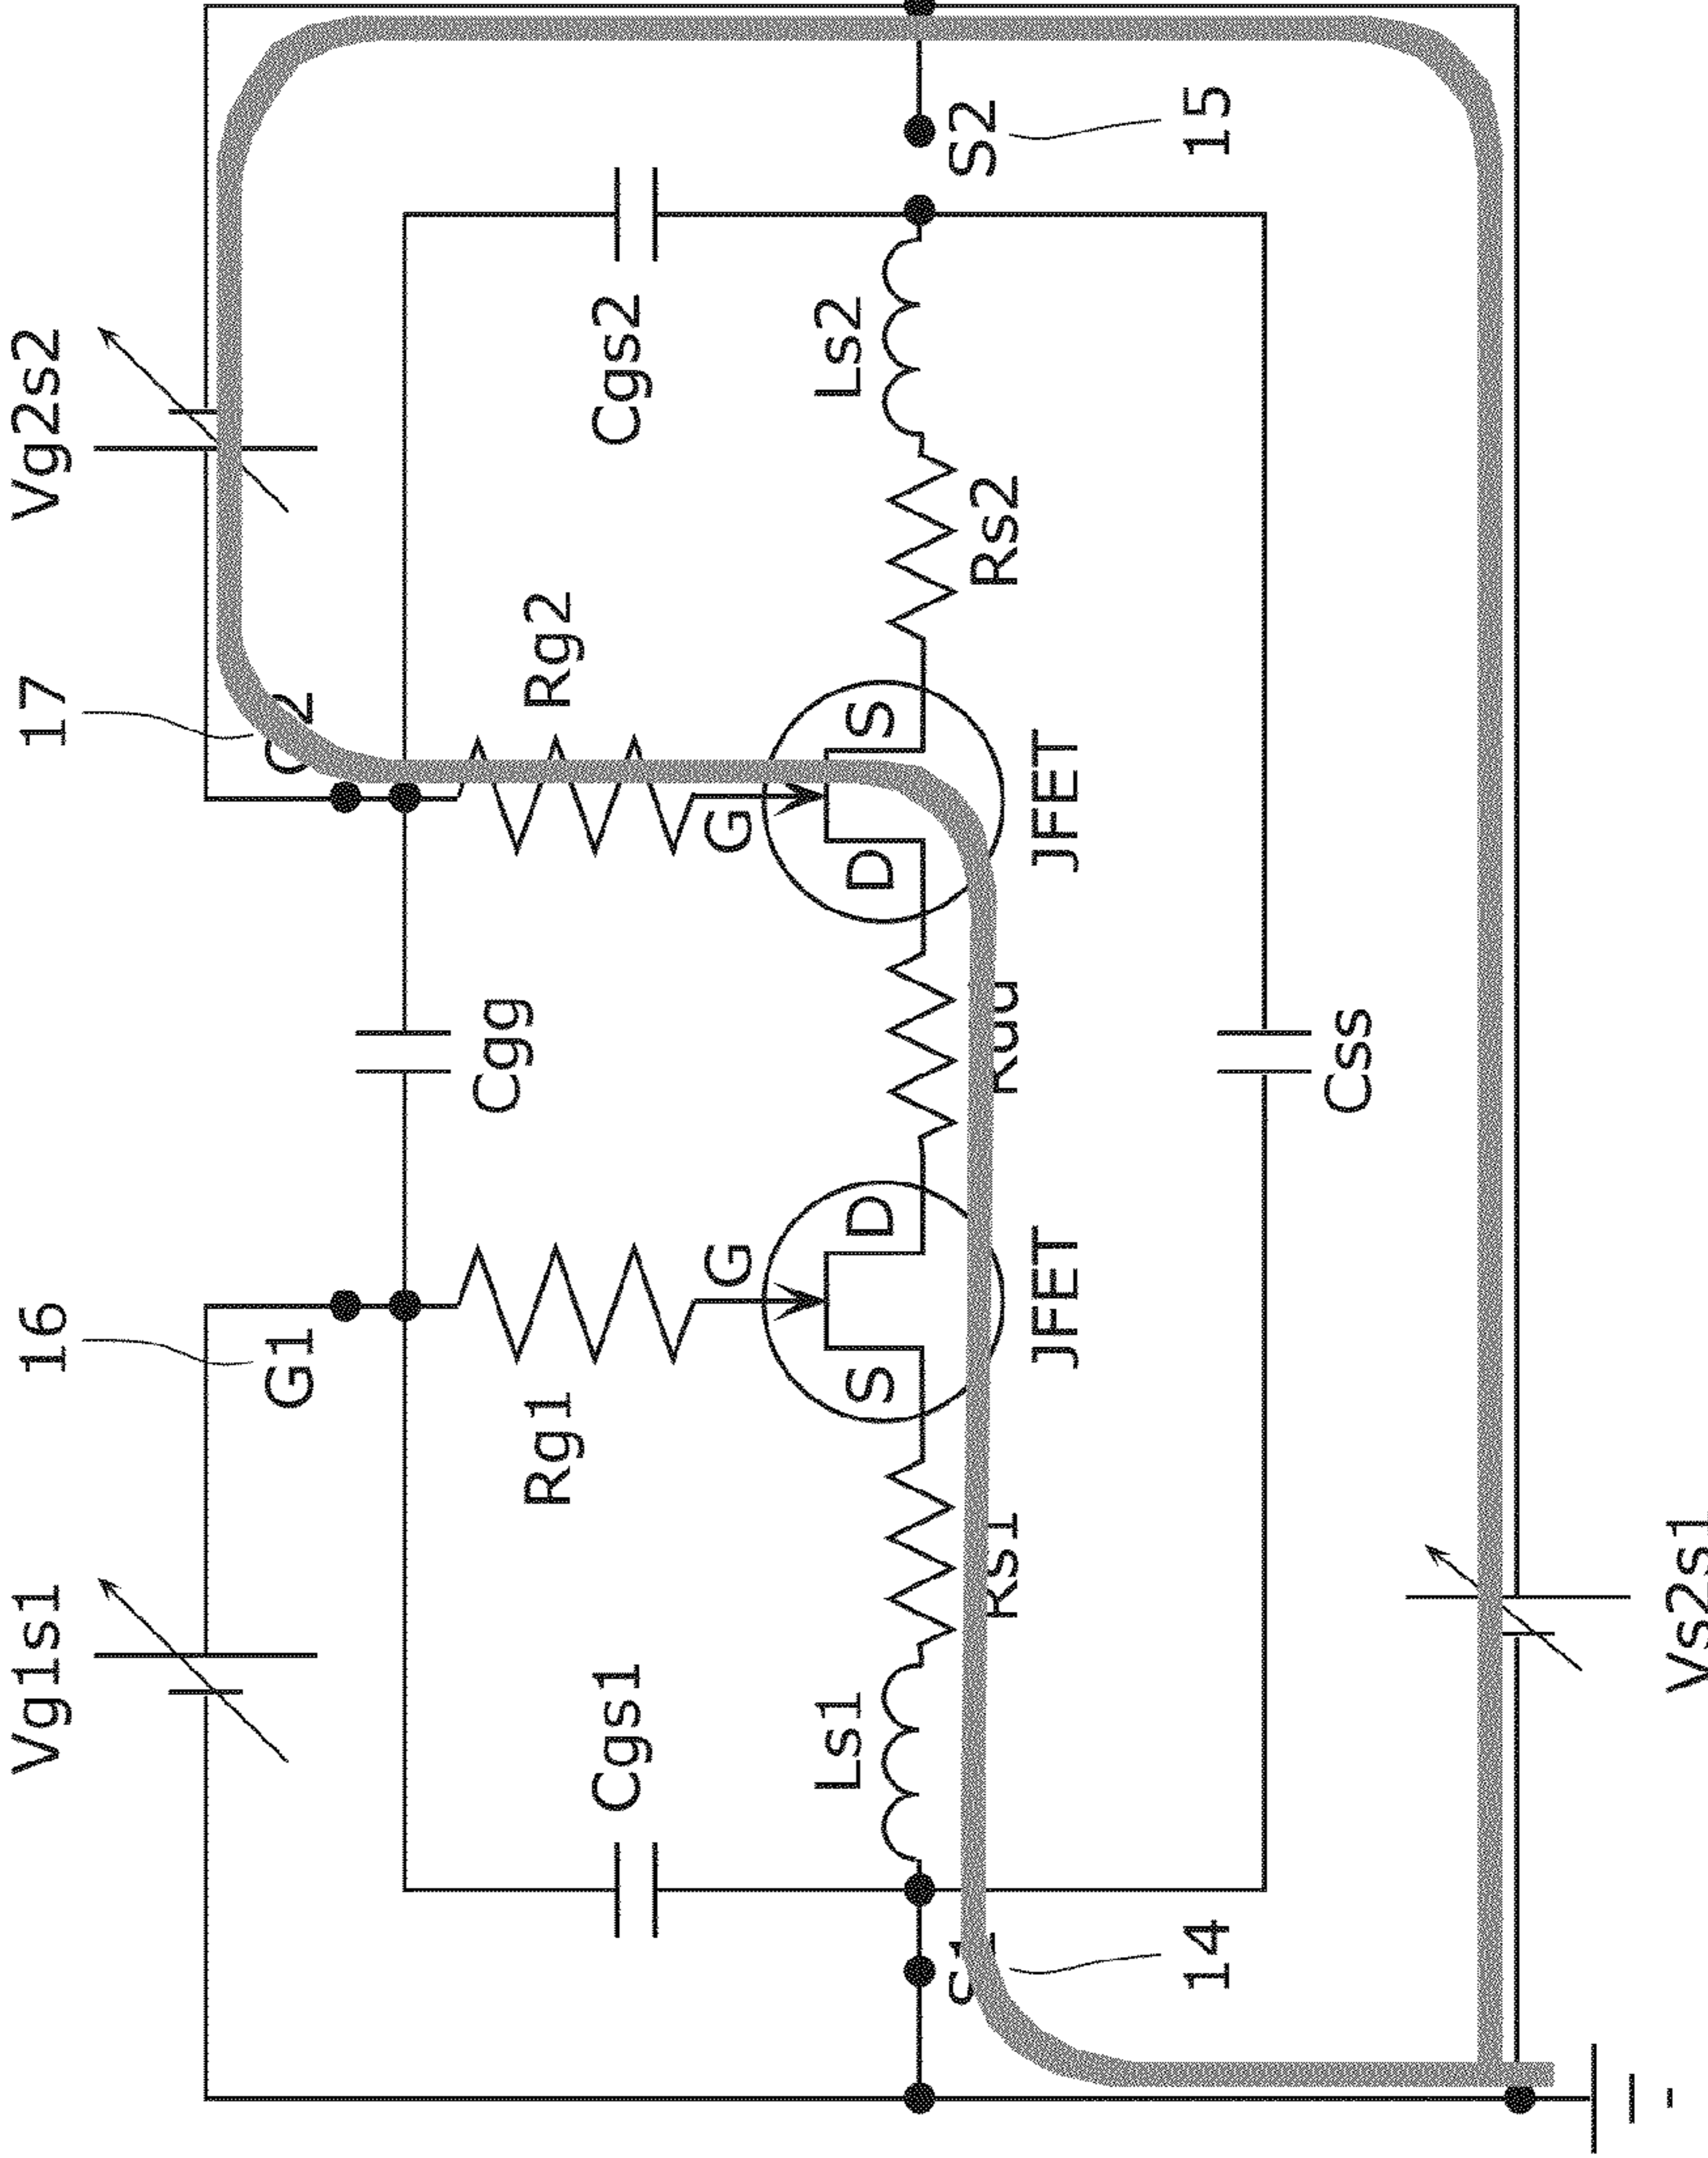 Vg1s1
16
17
Vg2s2
G1
Cgg
Rg1
Rg2
Cgs1
Cgs2
G
G
Ls1
Ls2
S
D
D
S
S2
Rs1
Rs2
JFET
JFET
14
15
Css
Vs2s1